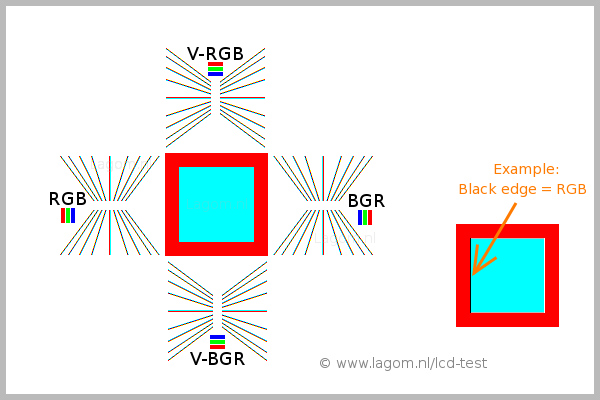 V-RGB
RGB
BGR
V-BGR
Example:
Black edge = RGB
© www.lagom.nl/lcd-test